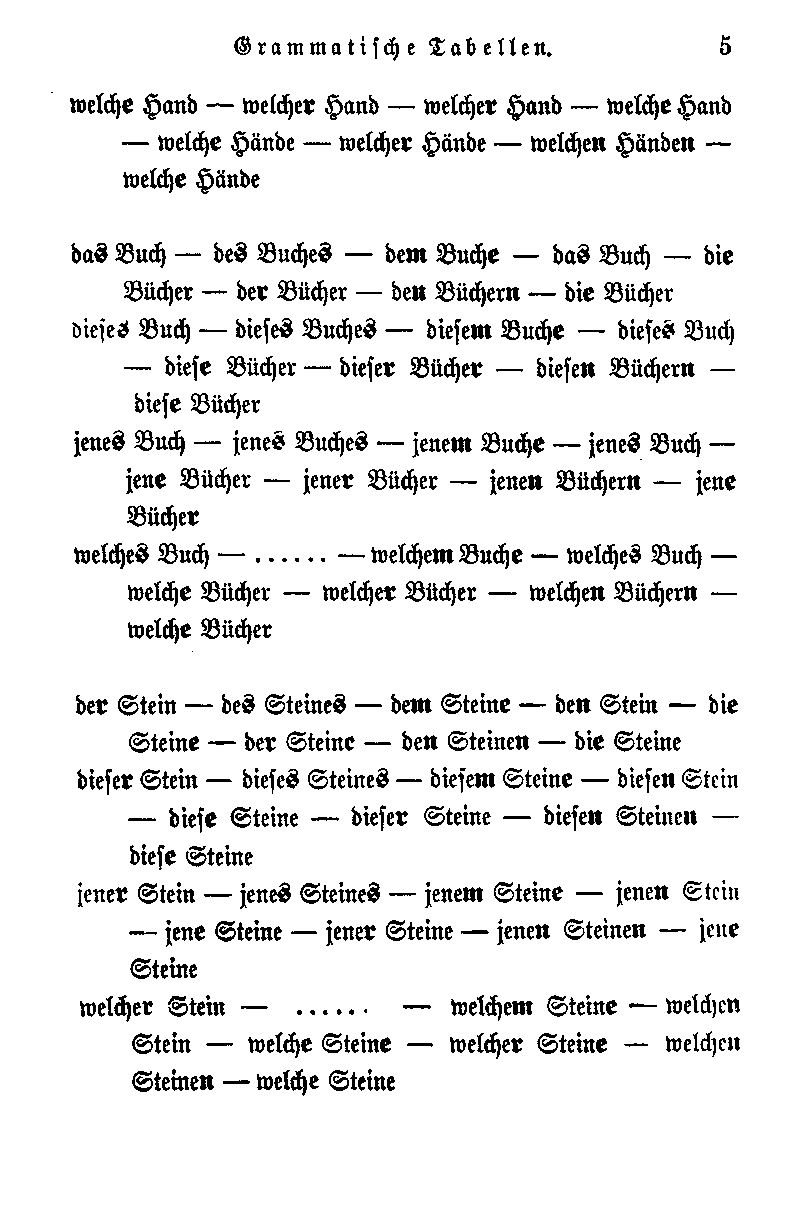 Grammatische Tabellen. 5
welche Hand — welcher Hand — welcher Hand — welche Hand
— welche Hände — welcher Hände — welchen Händen —
welche Hände
das Buch — des Buches — dem Buche — das Buch — die
Bücher — der Bücher — den Büchern — die Bücher
dieses Buch — dieses Buches — diesem Buche — dieses Buch
— diese Bücher — dieser Bücher — diesen Büchern —
diese Bücher
jenes Buch — jenes Buches — jenem Buche — jenes Buch —
jene Bücher — jener Bücher — jenen Büchern — jene
Bücher
welches Buch — ...... — welchem Buche — welches Buch —
welche Bücher — welcher Bücher — welchen Büchern —
welche Bücher
der Stein — des Steines — dem Steine — den Stein — die
Steine — der Steine — den Steinen — die Steine
dieser Stein — dieses Steines — diesem Steine — diesen Stein
— diese Steine — dieser Steine — diesen Steinen —
diese Steine
jener Stein — jenes Steines — jenem Steine — jenen Stein
— jene Steine — jener Steine — jenen Steinen — jene
Steine
welcher Stein — ...... — welchem Steine — welchen
Stein — welche Steine — welcher Steine — welchen
Steinen — welche Steine